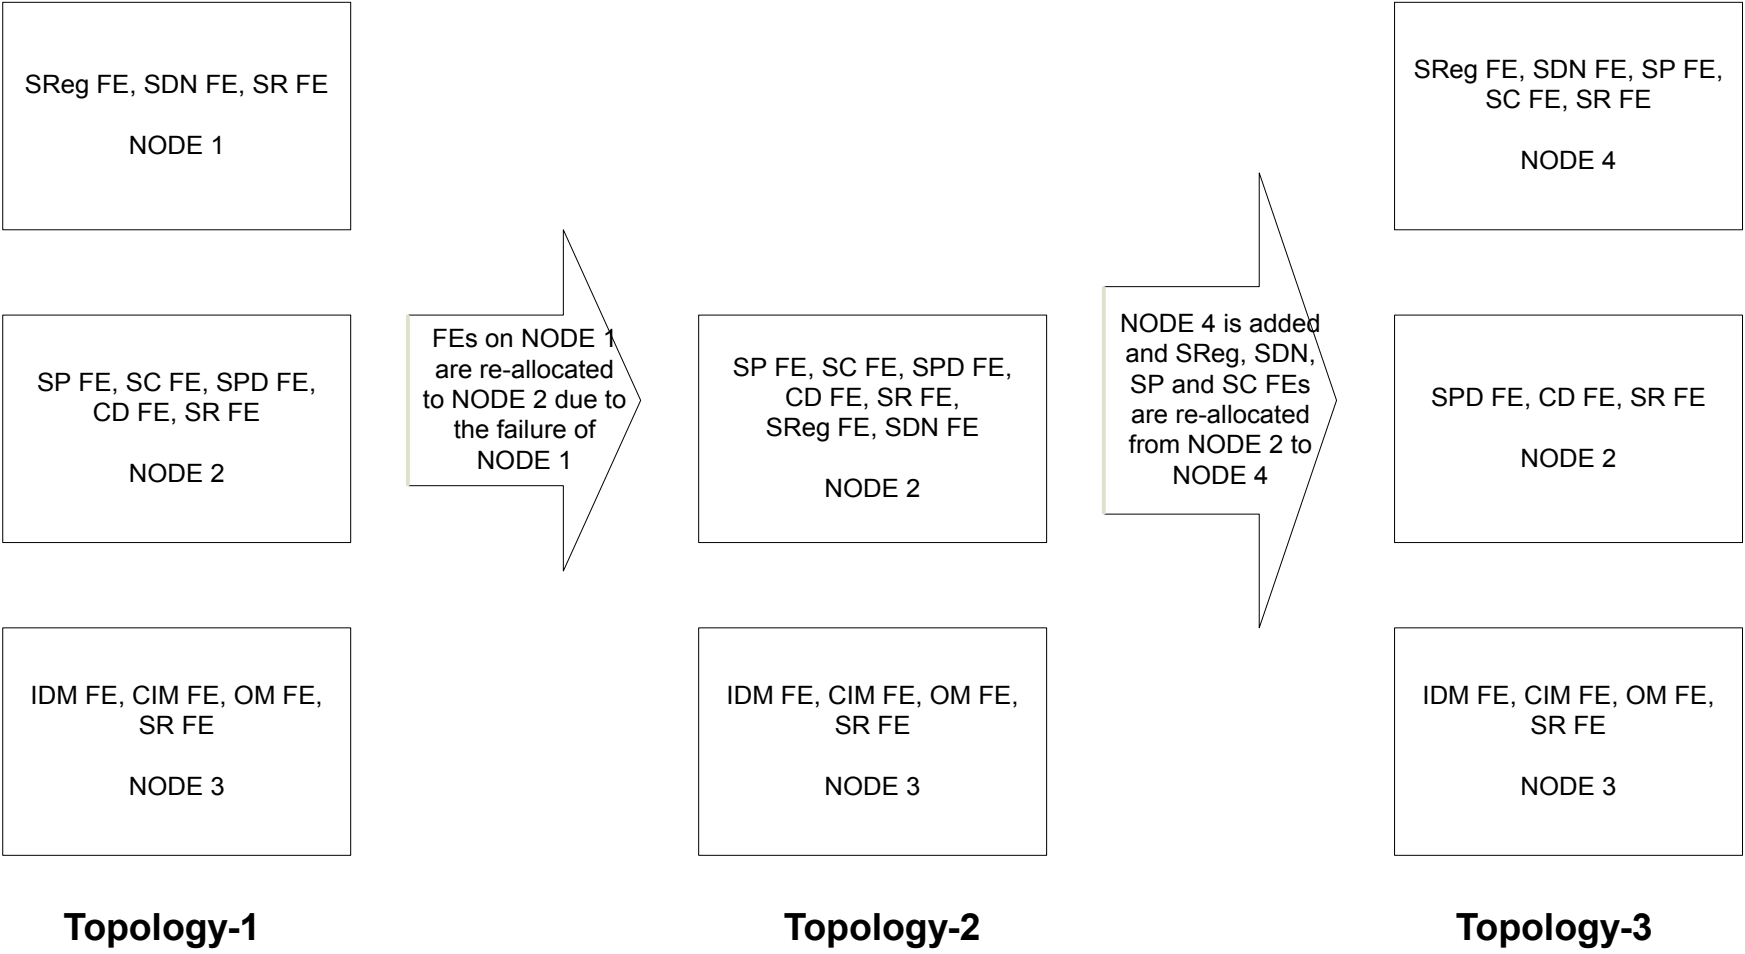 SReg FE, SDN FE, SR FE
NODE 1
SP FE, SC FE, SPD FE,
CD FE, SR FE
NODE 2
IDM FE, CIM FE, OM FE,
SR FE
NODE 3
Topology-1
FEs on NODE 1
are re-allocated
to NODE 2 due to
the failure of
NODE 1
SP FE, SC FE, SPD FE,
CD FE, SR FE,
SReg FE, SDN FE
NODE 2
IDM FE, CIM FE, OM FE,
SR FE
NODE 3
Topology-2
NODE 4 is added
and SReg, SDN,
SP and SC FEs
are re-allocated
from NODE 2 to
NODE 4
SReg FE, SDN FE, SP FE,
SC FE, SR FE
NODE 4
SPD FE, CD FE, SR FE
NODE 2
IDM FE, CIM FE, OM FE,
SR FE
NODE 3
Topology-3